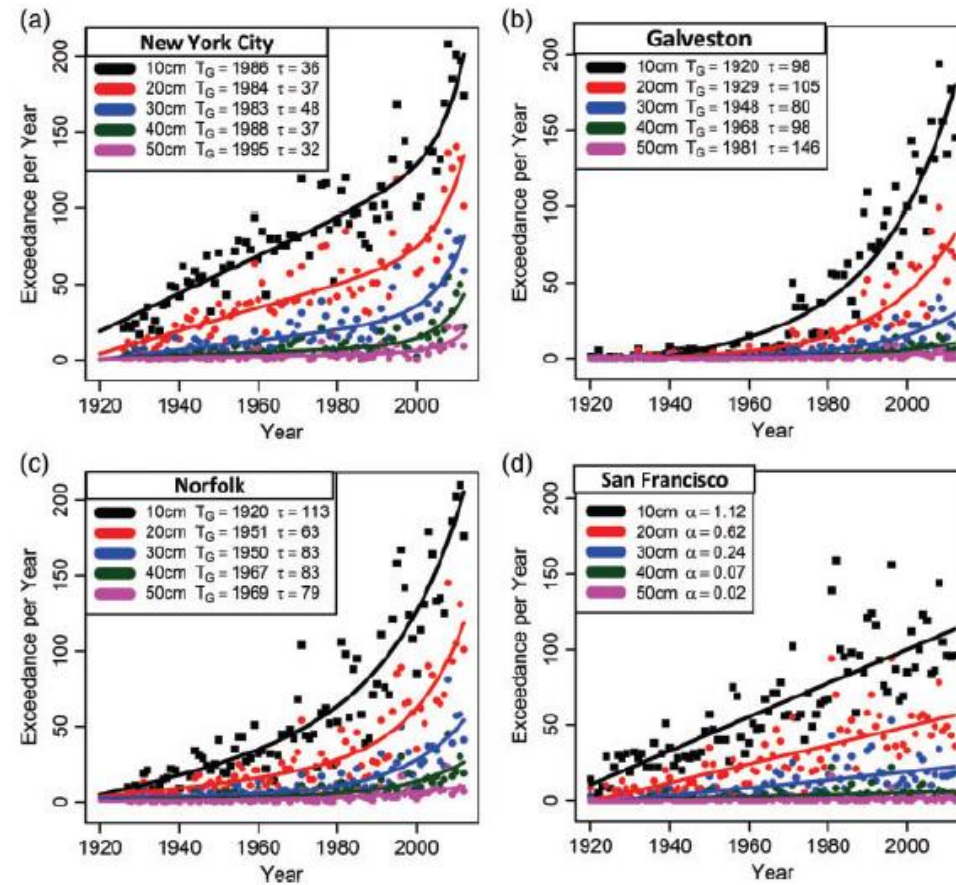 (a)
New York City
10cm T_G = 1986 τ = 36
20cm T_G = 1984 τ = 37
30cm T_G = 1983 τ = 48
40cm T_G = 1988 τ = 37
50cm T_G = 1995 τ = 32
Exceedance per Year
200
150
100
50
0
1920 1940 1960 1980 2000
Year
(b)
Galveston
10cm T_G = 1920 τ = 98
20cm T_G = 1929 τ = 105
30cm T_G = 1948 τ = 80
40cm T_G = 1968 τ = 98
50cm T_G = 1981 τ = 146
Exceedance per Year
200
150
100
50
0
1920 1940 1960 1980 2000
Year
(c)
Norfolk
10cm T_G = 1920 τ = 113
20cm T_G = 1951 τ = 63
30cm T_G = 1950 τ = 83
40cm T_G = 1967 τ = 83
50cm T_G = 1969 τ = 79
Exceedance per Year
200
150
100
50
0
1920 1940 1960 1980 2000
Year
(d)
San Francisco
10cm α = 1.12
20cm α = 0.62
30cm α = 0.24
40cm α = 0.07
50cm α = 0.02
Exceedance per Year
200
150
100
50
0
1920 1940 1960 1980 2000
Year